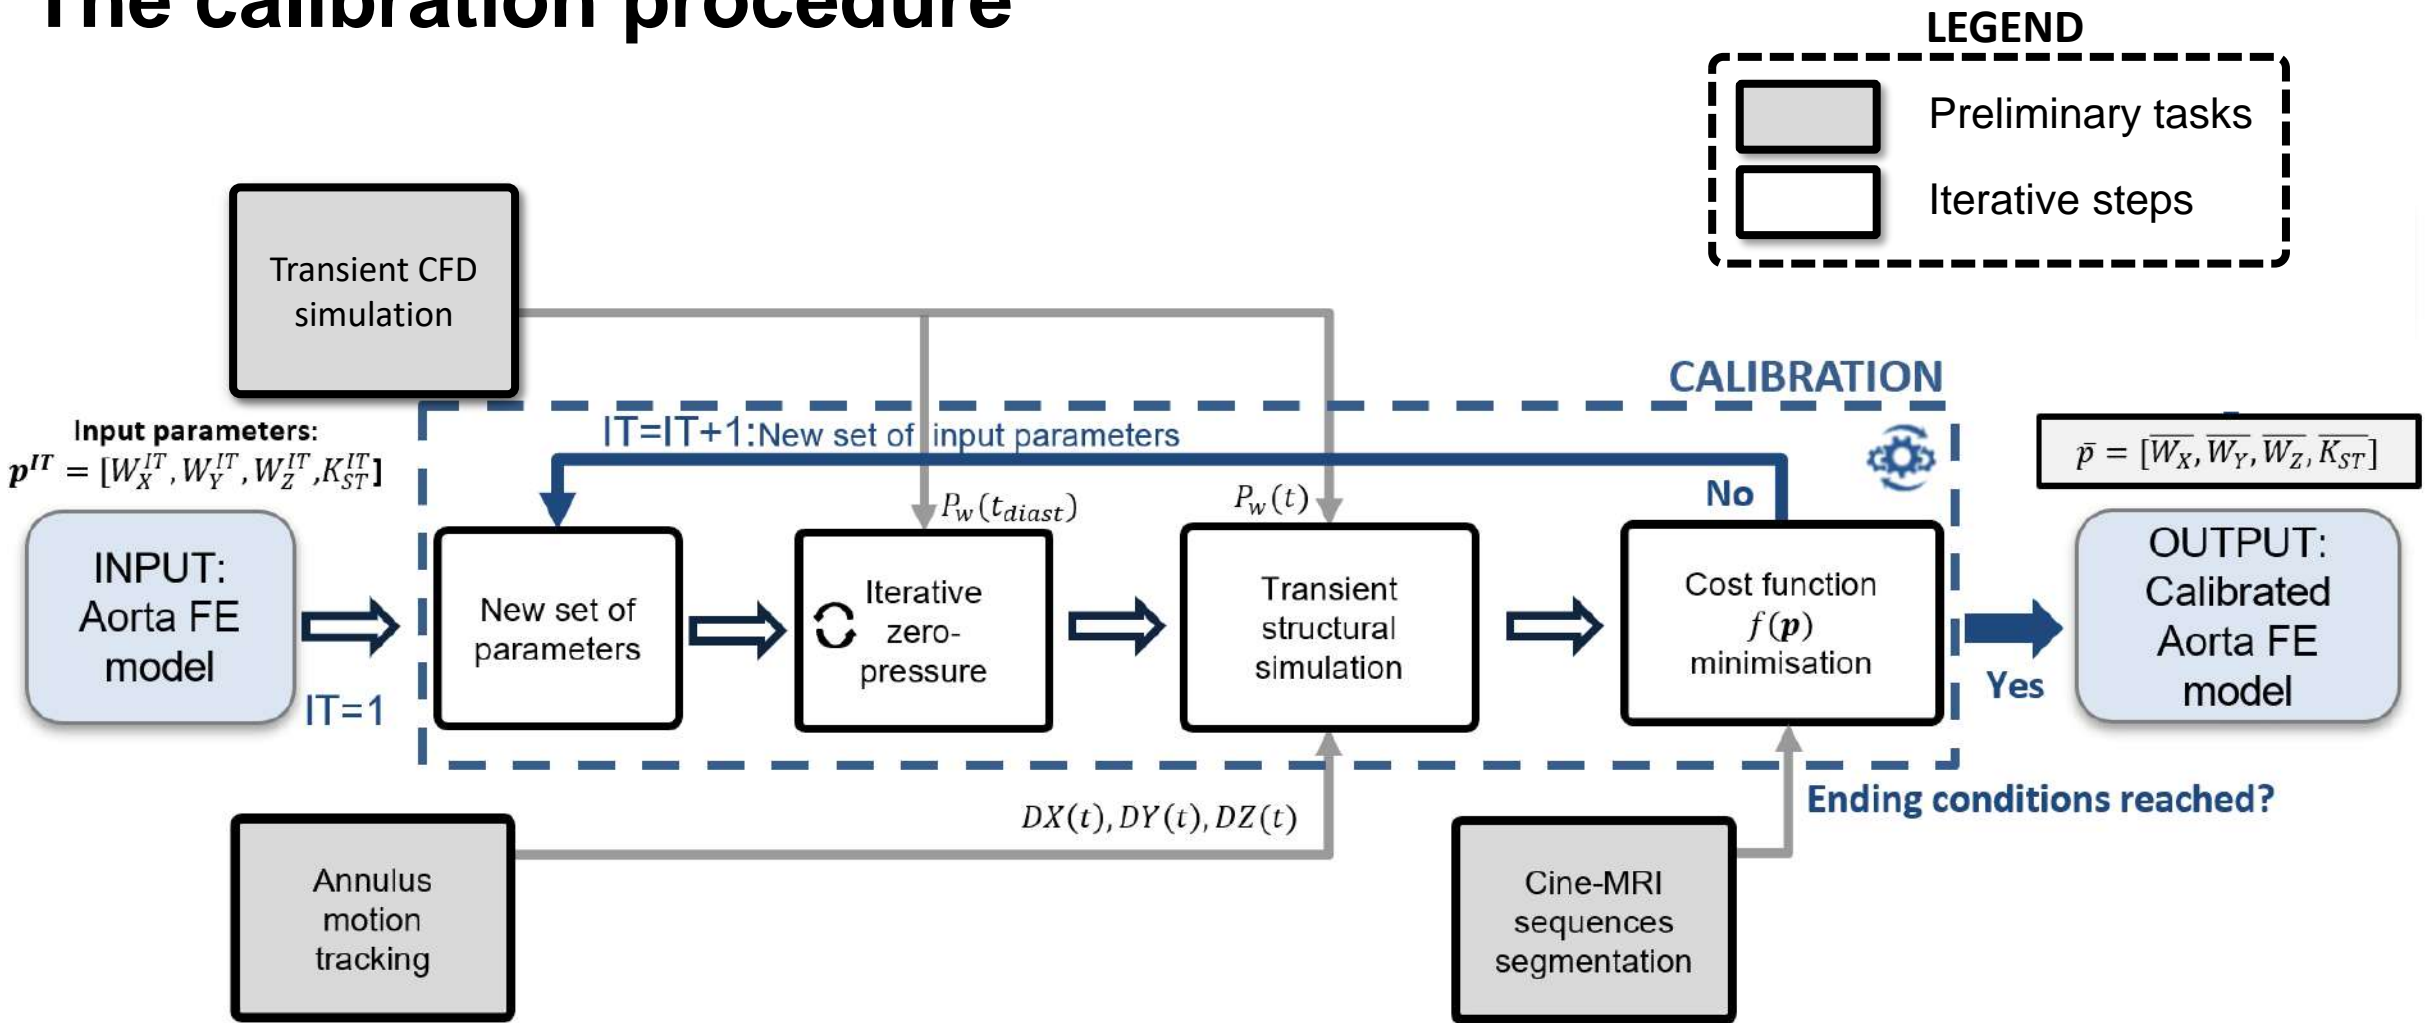 The calibration procedure
LEGEND
Preliminary tasks
Iterative steps
Transient CFD
simulation
CALIBRATION
Input parameters:
𝒑^𝑰𝑻 = [W_X^IT, W_Y^IT, W_Z^IT, K_ST^IT]
IT=IT+1:New set of input parameters
p̄ = [W̅_X̅, W̅_Y̅, W̅_Z̅, K̅_S̅T̅]
No
P_w(t_diast)
P_w(t)
INPUT:
Aorta FE
model
IT=1
New set of
parameters
Iterative
zero-
pressure
Transient
structural
simulation
Cost function
f(𝒑)
minimisation
Yes
OUTPUT:
Calibrated
Aorta FE
model
Ending conditions reached?
DX(t), DY(t), DZ(t)
Annulus
motion
tracking
Cine-MRI
sequences
segmentation